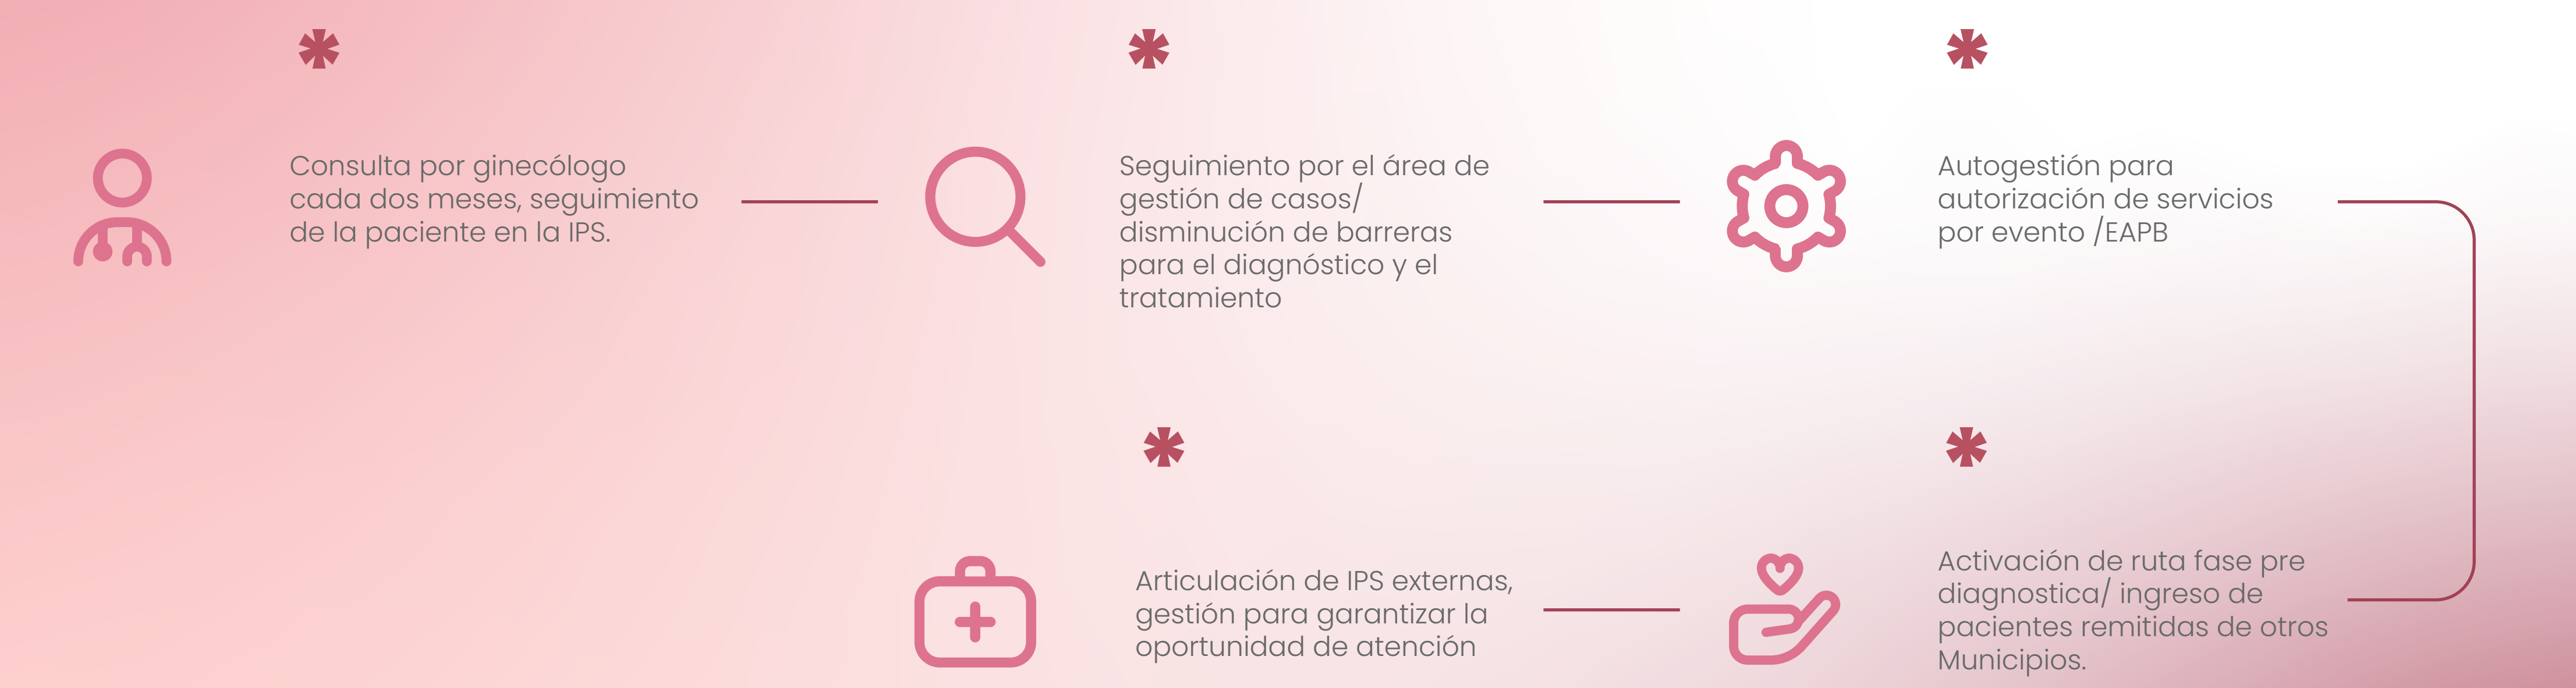 Consulta por ginecólogo
cada dos meses, seguimiento
de la paciente en la IPS.
Seguimiento por el área de
gestión de casos/
disminución de barreras
para el diagnóstico y el
tratamiento
Autogestión para
autorización de servicios
por evento /EAPB
Activación de ruta fase pre
diagnostica/ ingreso de
pacientes remitidas de otros
Municipios.
Articulación de IPS externas,
gestión para garantizar la
oportunidad de atención